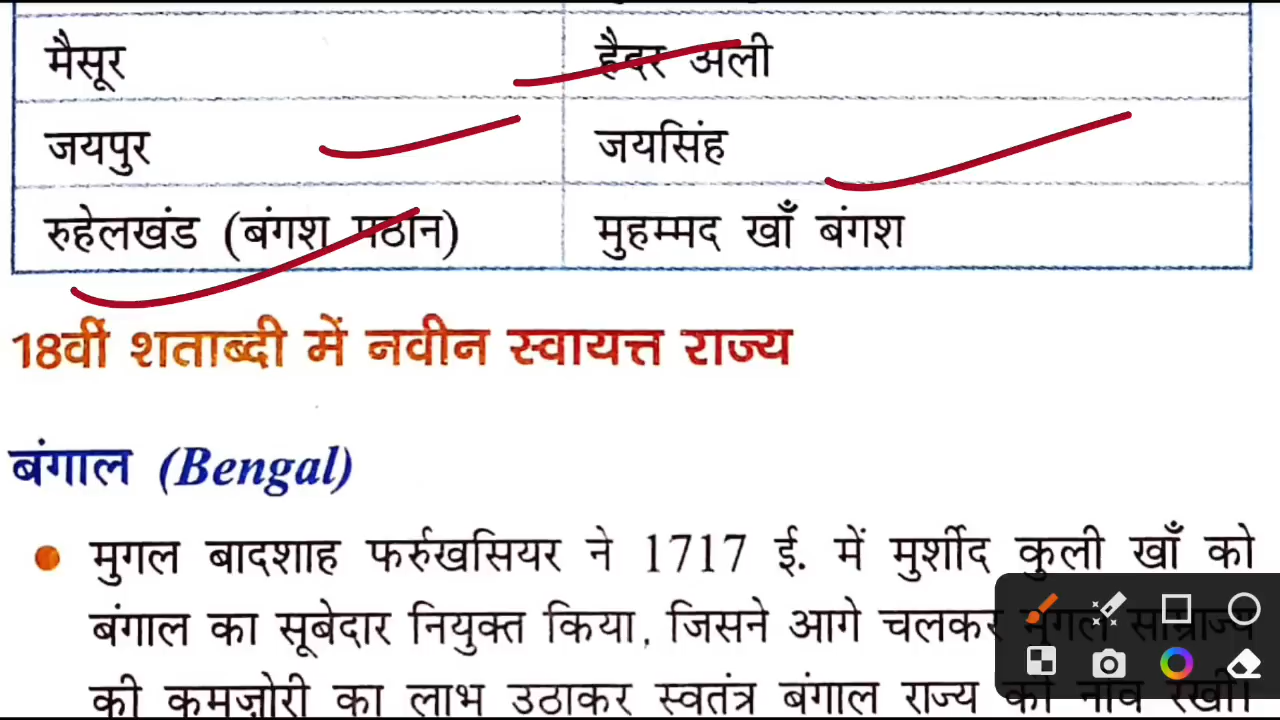 मैसूर हैदर अली
जयपुर जयसिंह
रुहेलखंड (बंगश पठान) मुहम्मद खाँ बंगश
18वीं शताब्दी में नवीन स्वायत्त राज्य
बंगाल (Bengal)
● मुगल बादशाह फर्रुखसियर ने 1717 ई. में मुर्शीद कुली खाँ को
बंगाल का सूबेदार नियुक्त किया, जिसने आगे चलकर मुगल साम्राज्य
की कमज़ोरी का लाभ उठाकर स्वतंत्र बंगाल राज्य की नींव रखी।